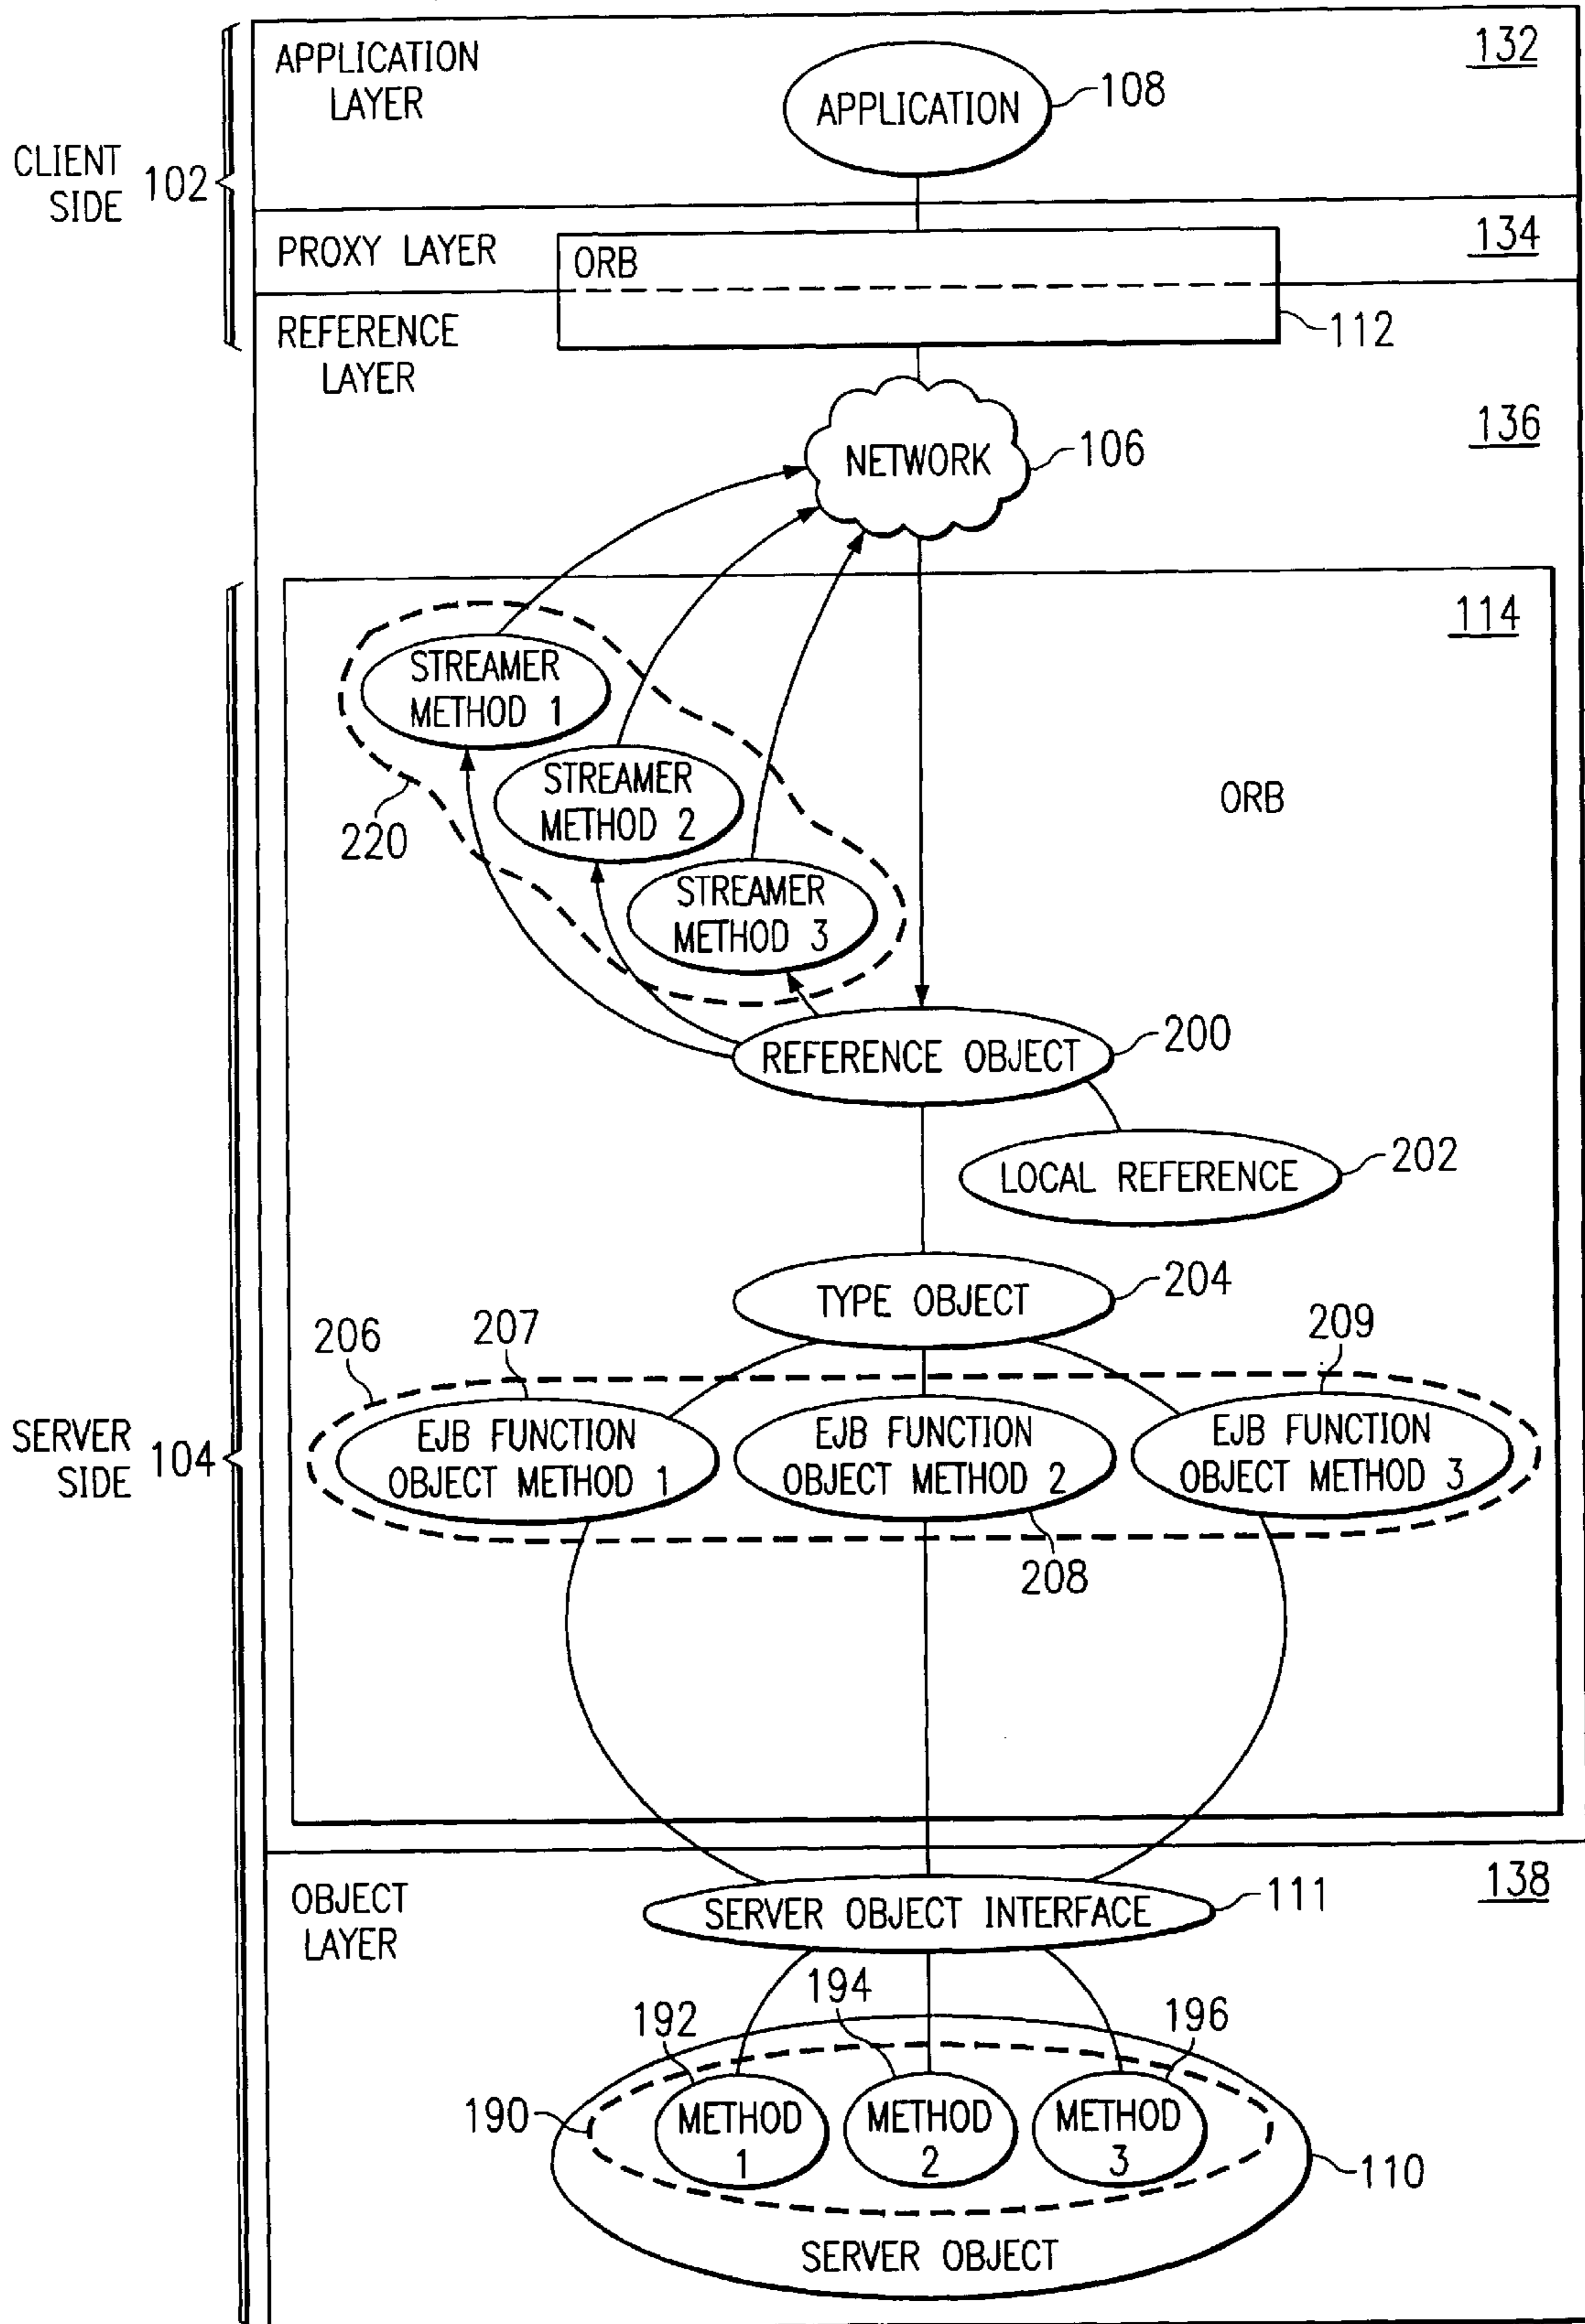 APPLICATION
LAYER
132
APPLICATION
108
CLIENT
SIDE
102
PROXY LAYER
ORB
134
REFERENCE
LAYER
112
136
NETWORK
106
114
STREAMER
METHOD 1
STREAMER
METHOD 2
ORB
220
STREAMER
METHOD 3
REFERENCE OBJECT
200
LOCAL REFERENCE
202
TYPE OBJECT
204
206
207
209
SERVER
SIDE
104
EJB FUNCTION
OBJECT METHOD 1
EJB FUNCTION
OBJECT METHOD 2
EJB FUNCTION
OBJECT METHOD 3
208
OBJECT
LAYER
138
SERVER OBJECT INTERFACE
111
192
194
196
190
METHOD
1
METHOD
2
METHOD
3
110
SERVER OBJECT